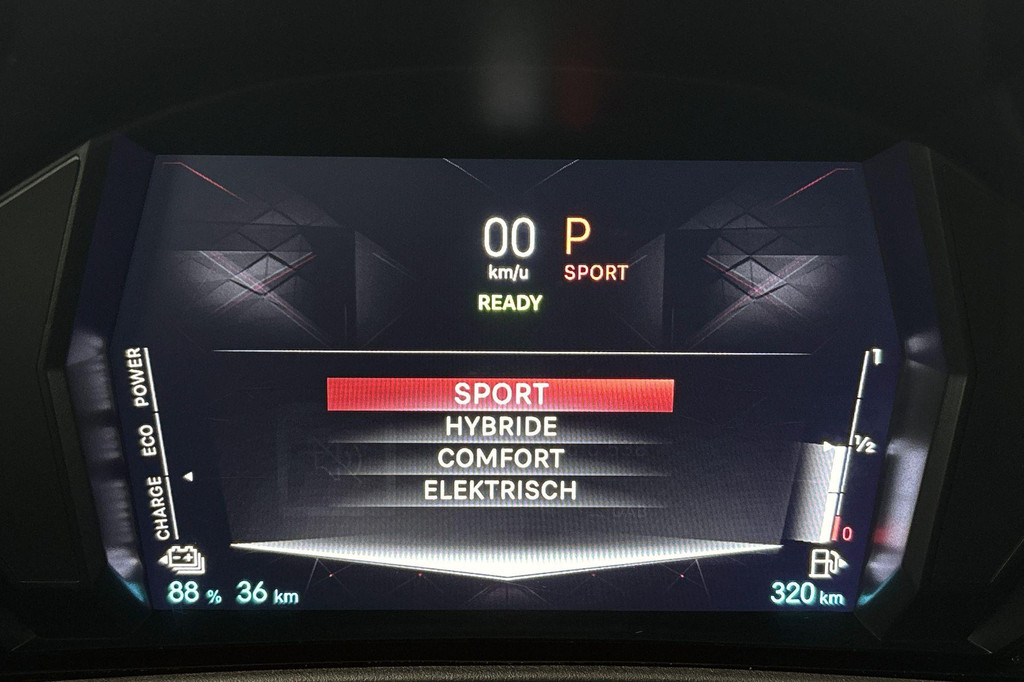 00 P
km/u SPORT
READY
POWER
ECO
CHARGE
SPORT
HYBRIDE
COMFORT
ELEKTRISCH
1
1/2
0
88 % 36 km
320 km